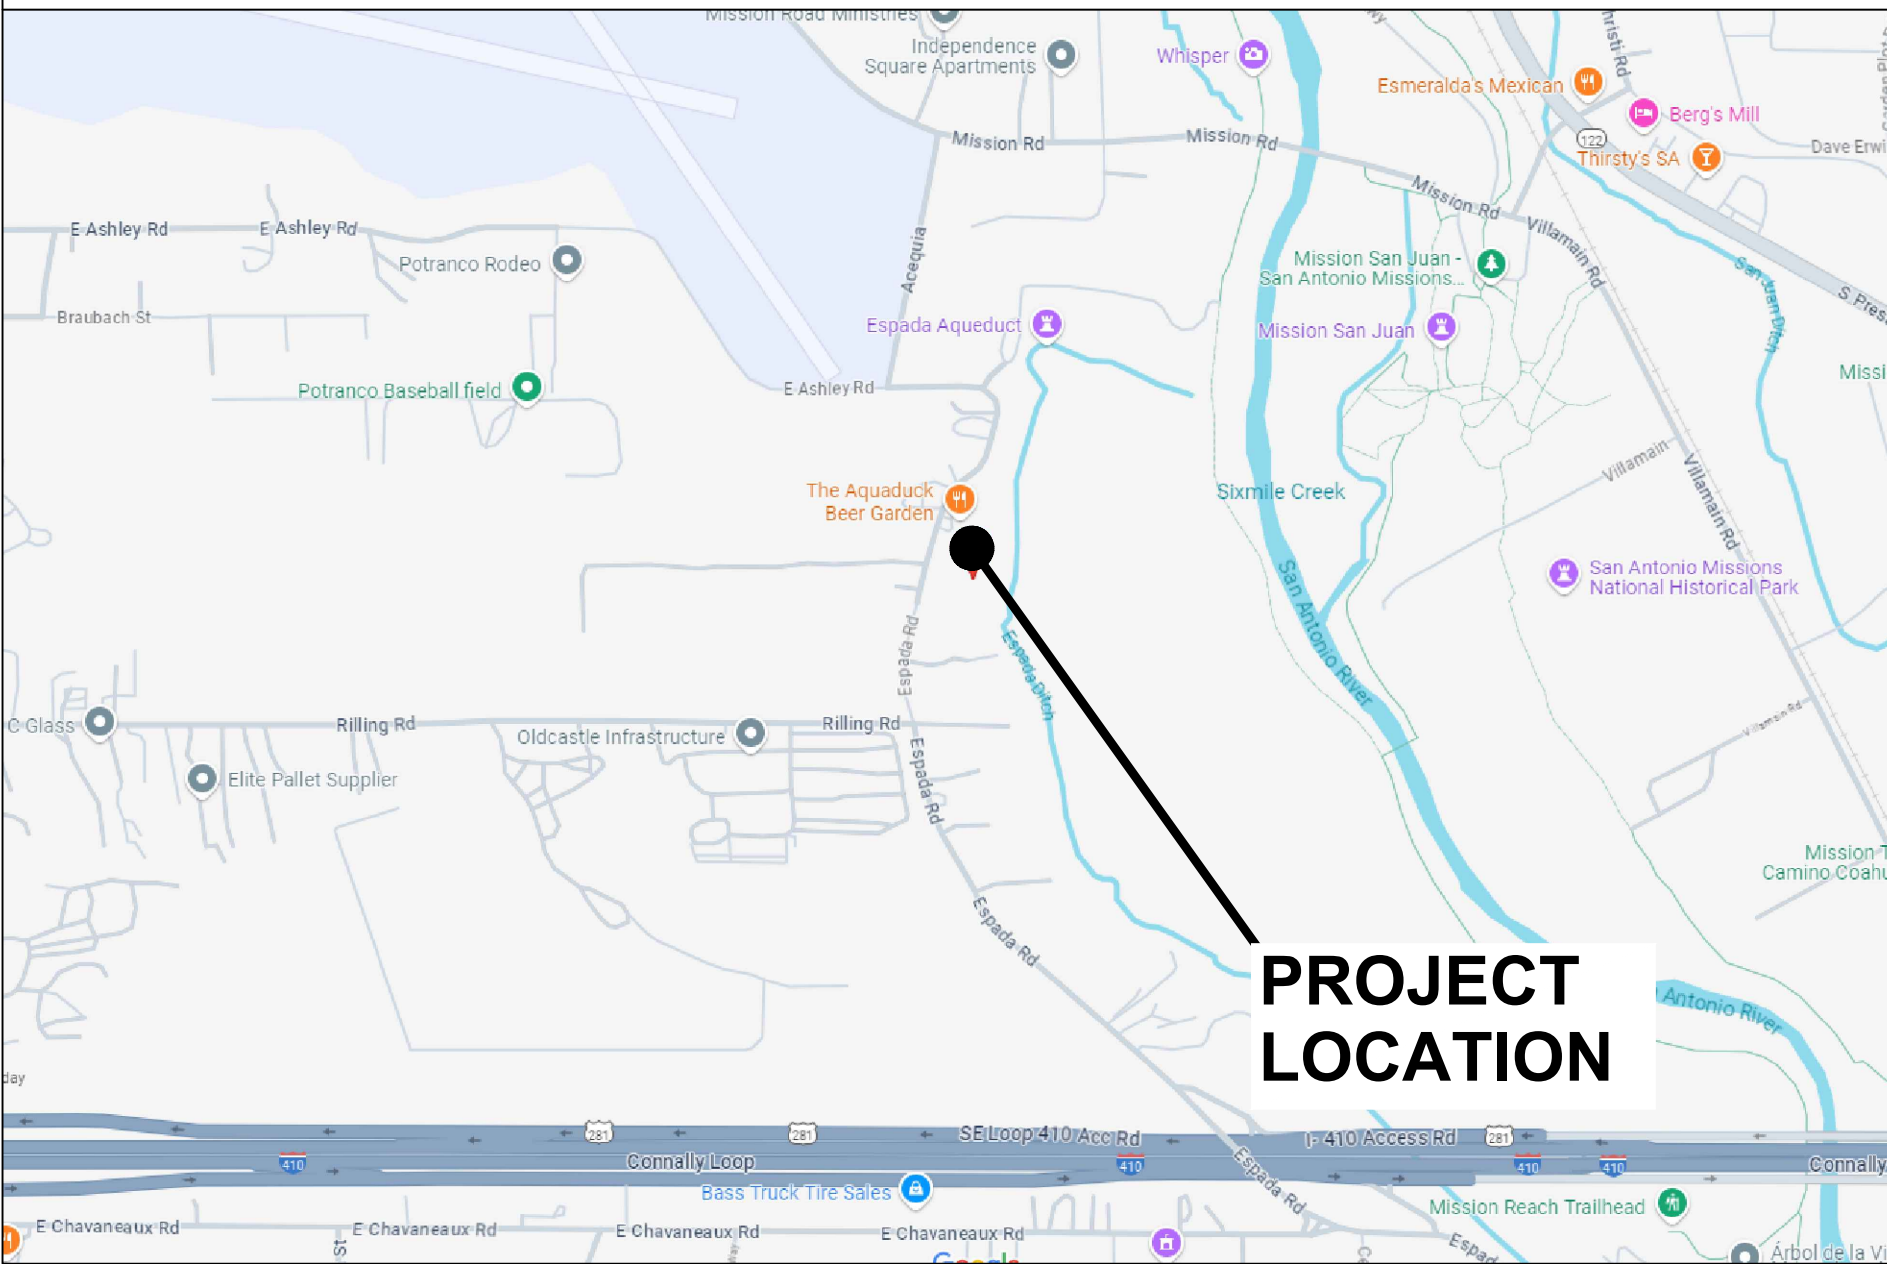 Mission Road Ministries
Independence
Square Apartments
Whisper
Esmeralda's Mexican
Berg's Mill
122
Thirsty's SA
Dave Erwi
Mission Rd
Mission Rd
Mission Rd
Villamain Rd
E Ashley Rd
E Ashley Rd
Potranco Rodeo
Acequia
Mission San Juan -
San Antonio Missions...
San Juan Ditch
S Pres
Braubach St
Espada Aqueduct
Mission San Juan
Missi
Potranco Baseball field
E Ashley Rd
Villamain
Villamain Rd
The Aquaduck
Beer Garden
Sixmile Creek
San Antonio Missions
National Historical Park
San Antonio River
Espada Rd
Espada Ditch
C Glass
Rilling Rd
Oldcastle Infrastructure
Rilling Rd
Villamain Rd
Elite Pallet Supplier
Espada Rd
Mission T
Camino Coahu
Espada Rd
PROJECT
LOCATION
Antonio River
day
281
281
SE Loop 410 Acc Rd
I- 410 Access Rd
281
410
Connally Loop
410
410
410
Connally
Espada Rd
Bass Truck Tire Sales
Mission Reach Trailhead
E Chavaneaux Rd
St
E Chavaneaux Rd
E Chavaneaux Rd
E Chavaneaux Rd
Espad
Árbol de la Vi
Google